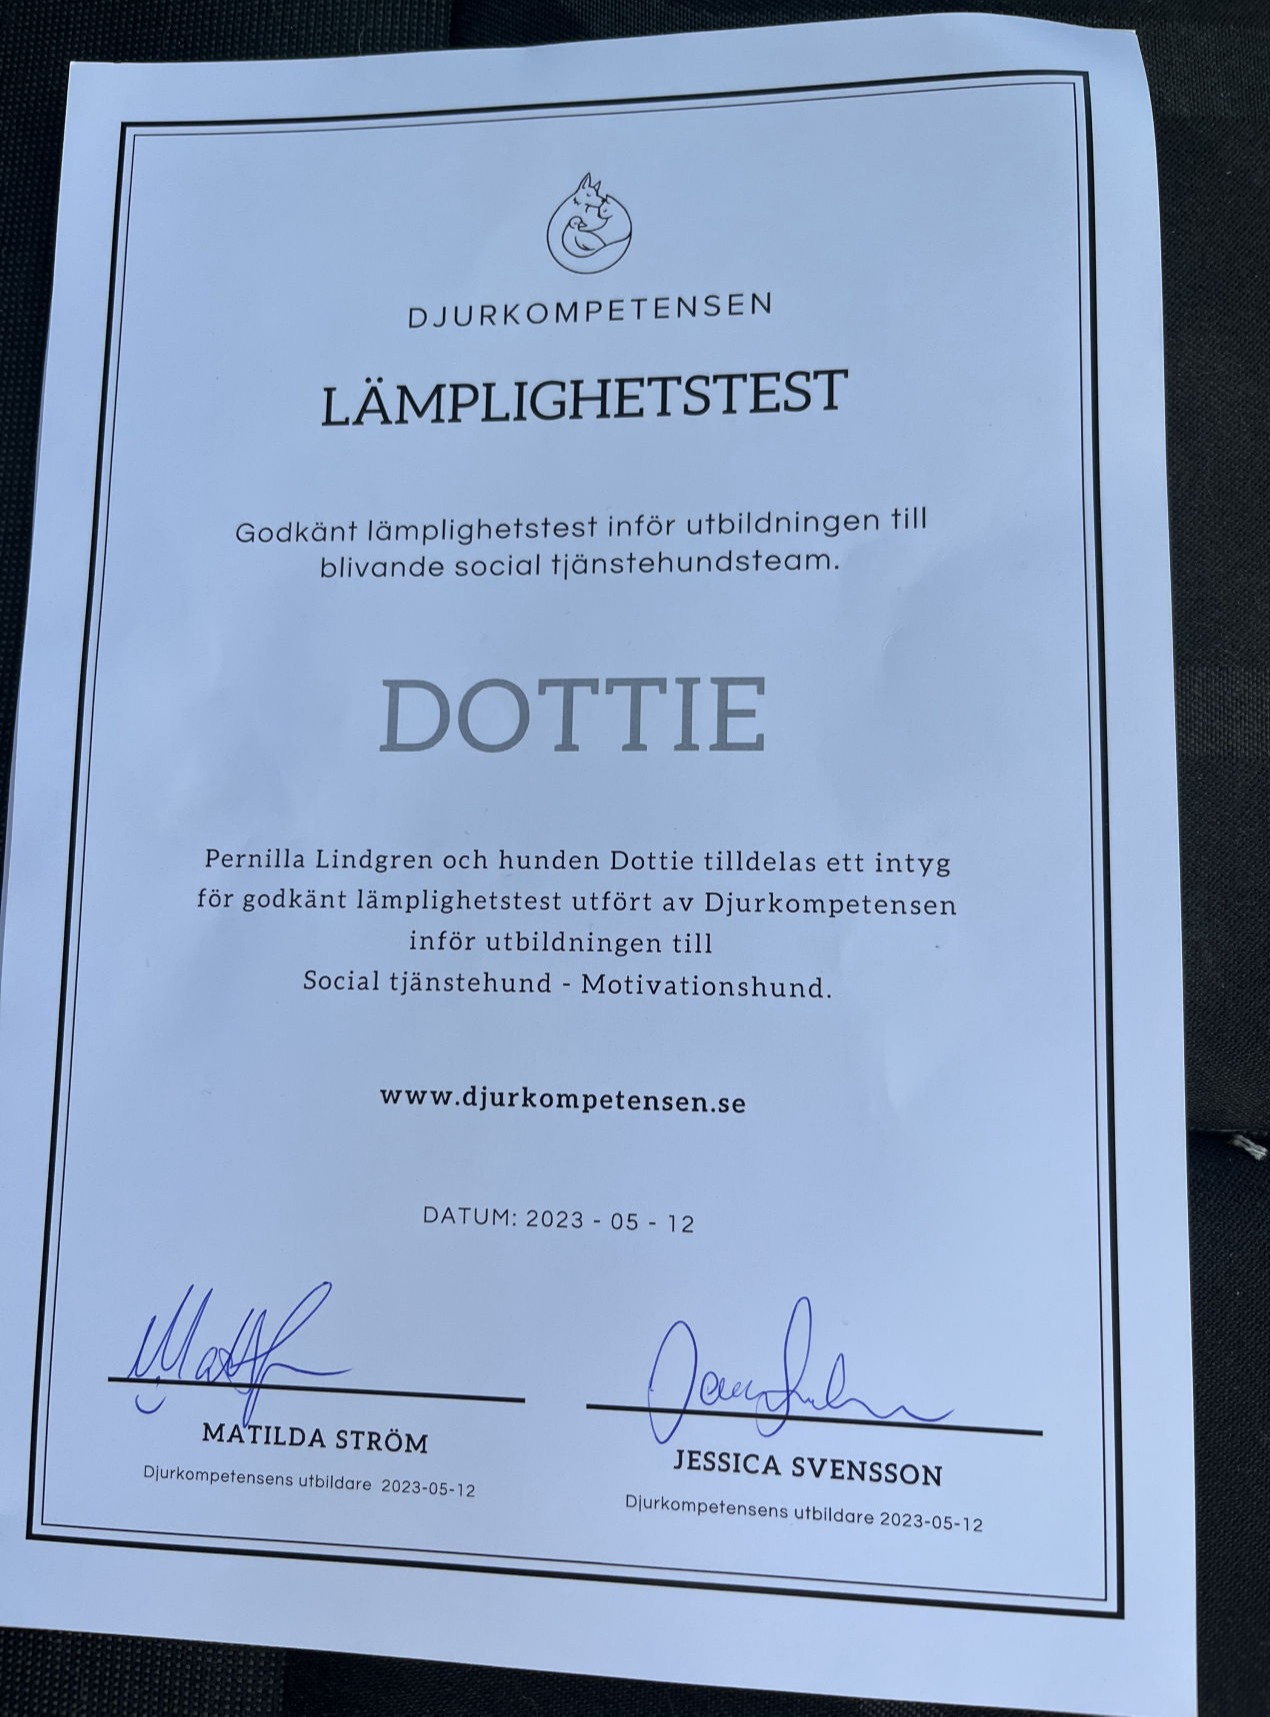 DJURKOMPETENSEN
LÄMPLIGHETSTEST
Godkänt lämplighetstest inför utbildningen till
blivande social tjänstehundsteam.
DOTTIE
Pernilla Lindgren och hunden Dottie tilldelas ett intyg
för godkänt lämplighetstest utfört av Djurkompetensen
inför utbildningen till
Social tjänstehund - Motivationshund.
www.djurkompetensen.se
DATUM: 2023 - 05 - 12
MATILDA STRÖM
Djurkompetensens utbildare 2023-05-12
JESSICA SVENSSON
Djurkompetensens utbildare 2023-05-12